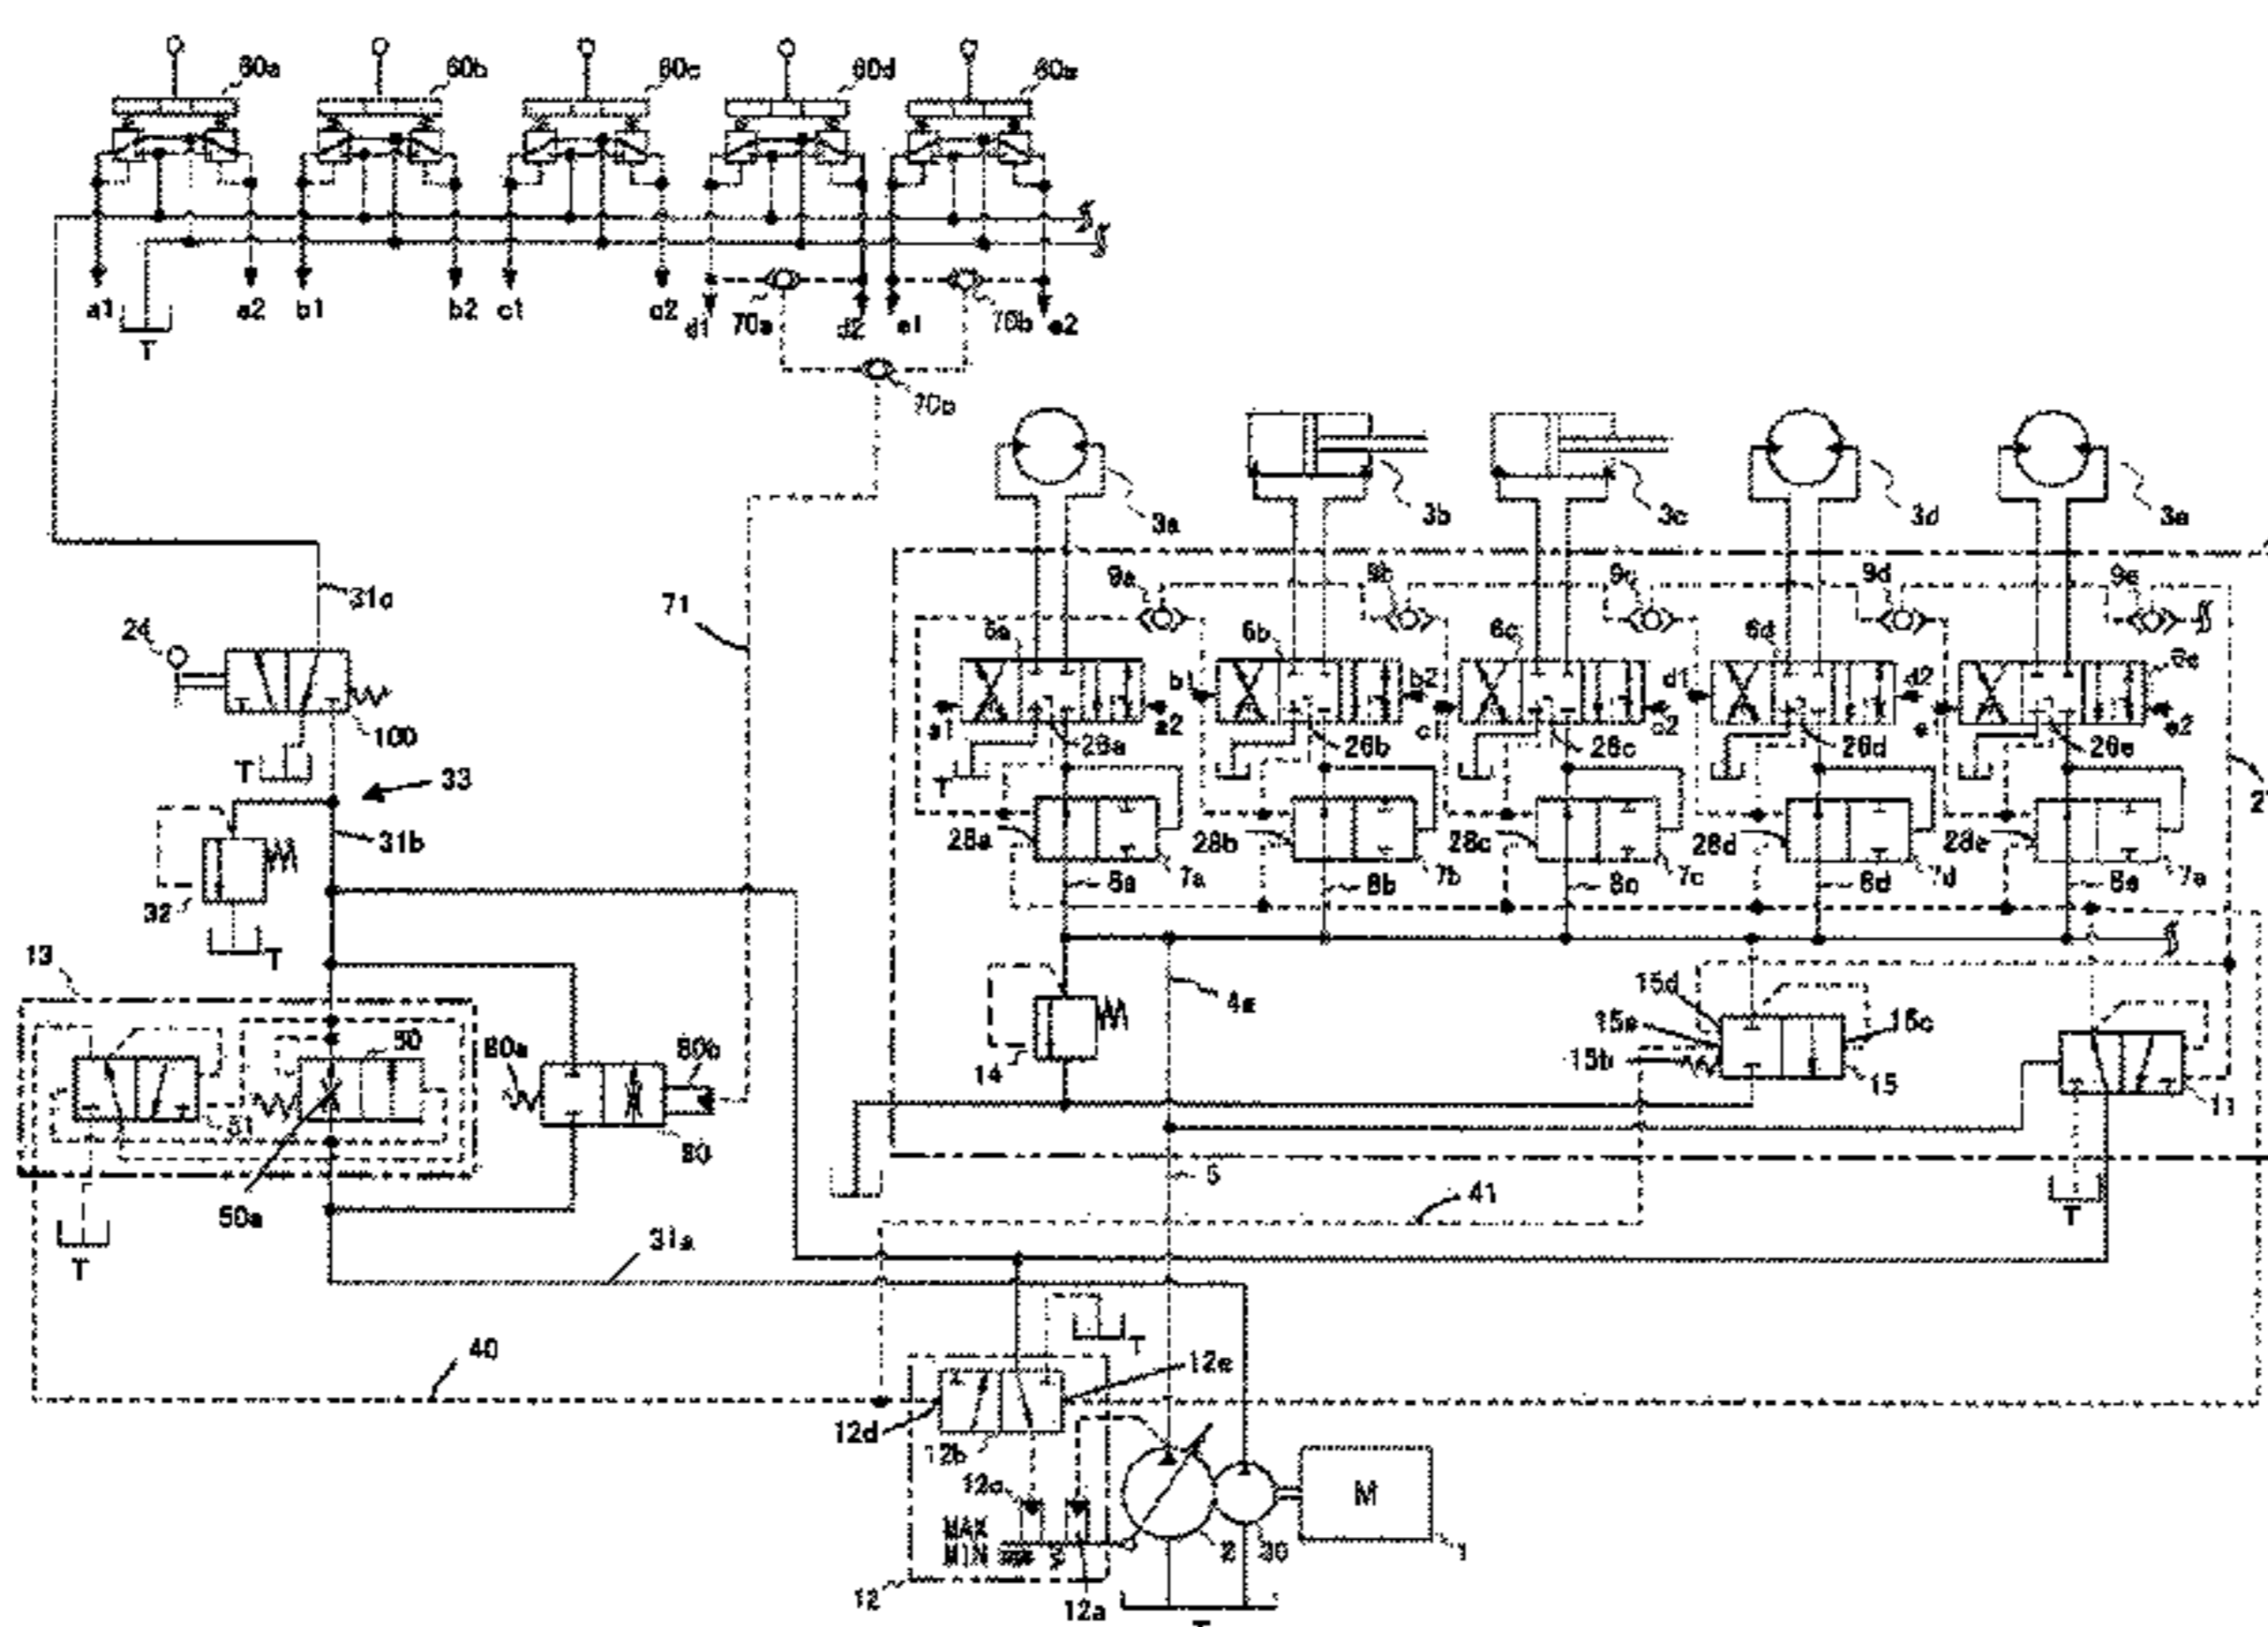 60a 60b 60c 60d 60e
a1 a2 b1 b2 c1 c2 d1 70a d2 e1 70b e2
T
3a 3b 3c 3d 3e
31c
71
9a 9b 9c 9d 9e
24
6b 6c 6d 6e
b1 b2 d1 d2
100
a1 a2 c1 c2 e1 e2
26a 26b 26c 26d 26e
T T
33
31b
28a 28b 28c 28d 28e
7a 7b 7c 7d 7e
8a 8b 8c 8d 8e
32
T
13
4a
15d
15e 15c
15b
14 15 11
50
80a 80b
51
80
50a
5
41
T
T
31a
40
T
12e
12d
12b
12c
MAX
MIN
M
2 30 1
12
12a